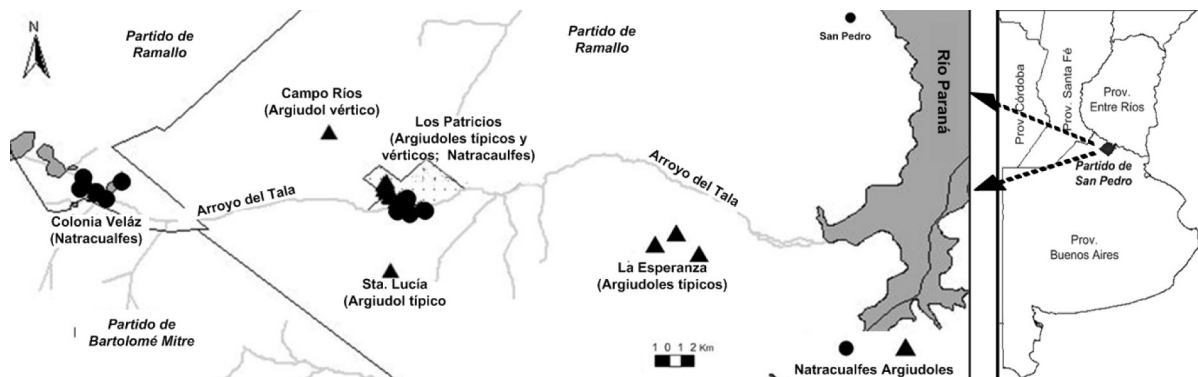 N
Partido de
Ramallo
Partido de
Ramallo
San Pedro
Río Paraná
Campo Ríos
(Argiudol vértico)
Los Patricios
(Argiudoles típicos y
vérticos; Natracaulfes)
Arroyo del Tala
Arroyo del Tala
Colonia Veláz
(Natracualfes)
Sta. Lucía
(Argiudol típico
La Esperanza
(Argiudoles típicos)
Partido de
Bartolomé Mitre
1 0 1 2 Km
Natracualfes Argiudoles
Prov. Córdoba
Prov. Santa Fé
Prov.
Entre Ríos
Partido de
San Pedro
Prov.
Buenos Aires